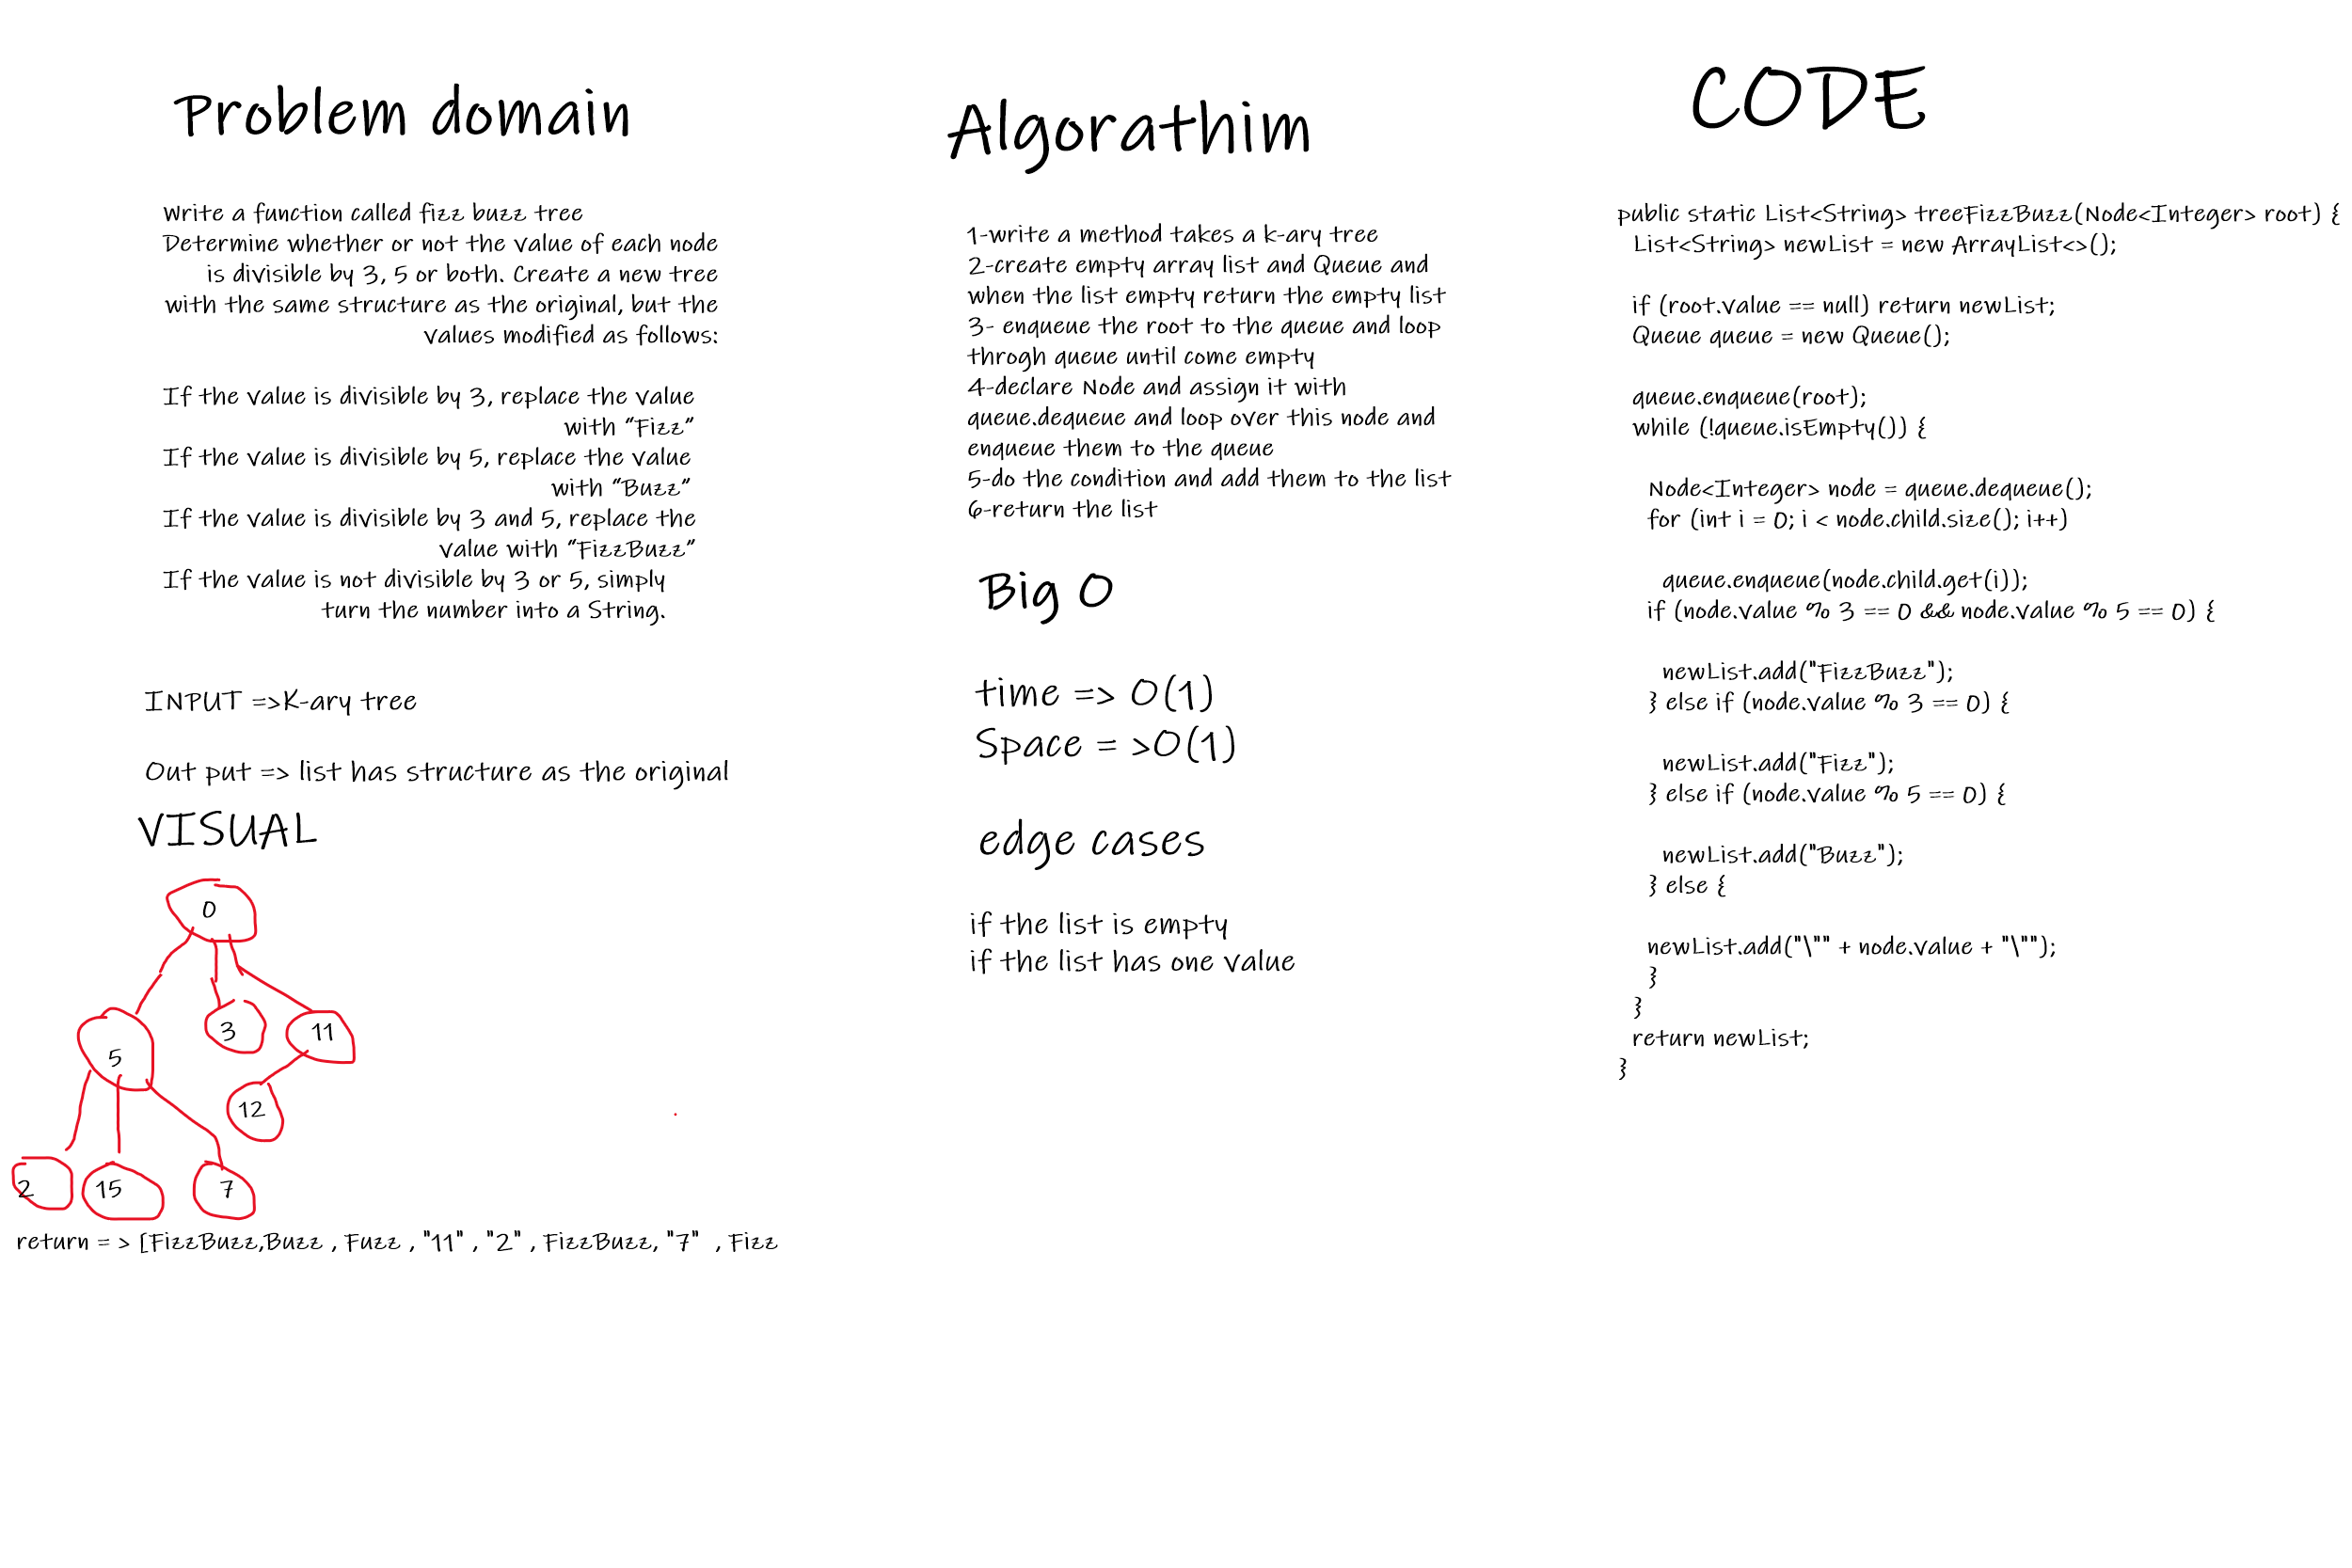 Problem domain
Write a function called fizz buzz tree
Determine whether or not the value of each node
is divisible by 3, 5 or both. Create a new tree
with the same structure as the original, but the
values modified as follows:
If the value is divisible by 3, replace the value
with “Fizz”
If the value is divisible by 5, replace the value
with “Buzz”
If the value is divisible by 3 and 5, replace the
value with “FizzBuzz”
If the value is not divisible by 3 or 5, simply
turn the number into a String.
INPUT =>K-ary tree
Out put => list has structure as the original
VISUAL
0
5
3
11
12
2
15
7
return = > [FizzBuzz,Buzz , Fuzz , "11" , "2" , FizzBuzz, "7"  , Fizz
Algorathim
1-write a method takes a k-ary tree
2-create empty array list and Queue and
when the list empty return the empty list
3- enqueue the root to the queue and loop
throgh queue until come empty
4-declare Node and assign it with
queue.dequeue and loop over this node and
enqueue them to the queue
5-do the condition and add them to the list
6-return the list
Big O
time => O(1)
Space = >O(1)
edge cases
if the list is empty
if the list has one value
CODE
public static List<String> treeFizzBuzz(Node<Integer> root) {
List<String> newList = new ArrayList<>();
if (root.value == null) return newList;
Queue queue = new Queue();
queue.enqueue(root);
while (!queue.isEmpty()) {
Node<Integer> node = queue.dequeue();
for (int i = 0; i < node.child.size(); i++)
queue.enqueue(node.child.get(i));
if (node.value % 3 == 0 && node.value % 5 == 0) {
newList.add("FizzBuzz");
} else if (node.value % 3 == 0) {
newList.add("Fizz");
} else if (node.value % 5 == 0) {
newList.add("Buzz");
} else {
newList.add("\"" + node.value + "\"");
}
}
return newList;
}